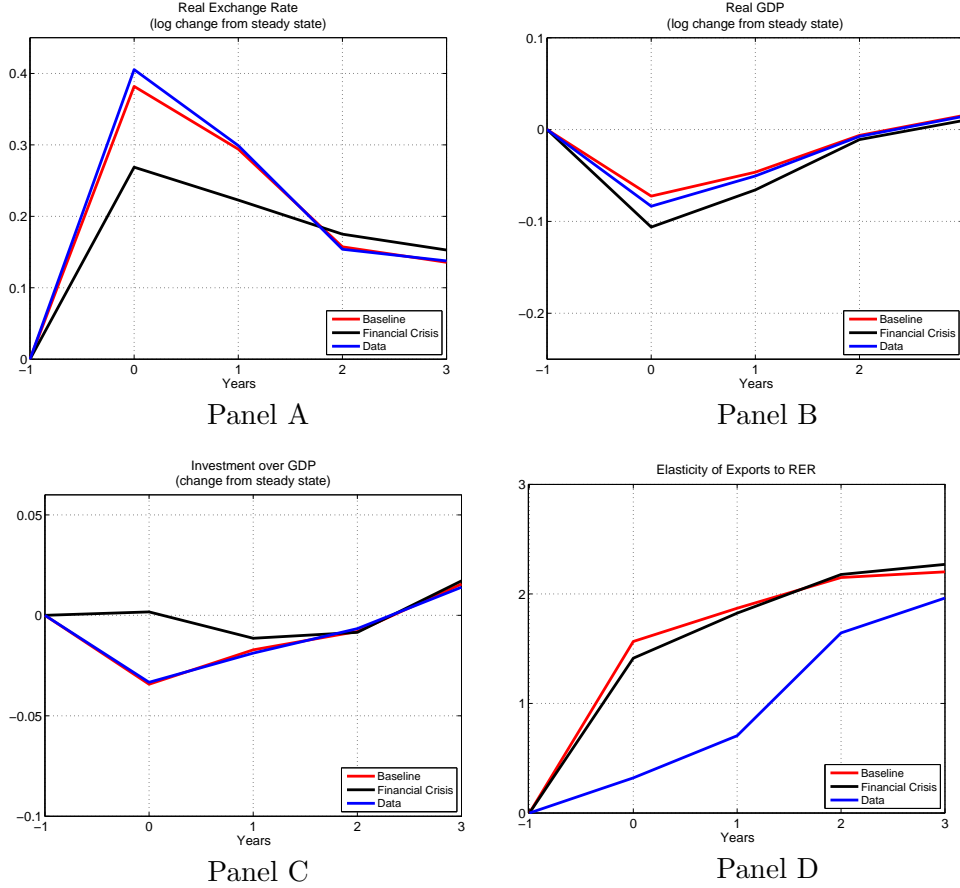 Real Exchange Rate
(log change from steady state)
0.4
0.3
0.2
0.1
0
−1
0
1
2
3
Years
Baseline
Financial Crisis
Data
Panel A
Real GDP
(log change from steady state)
0.1
0
−0.1
−0.2
−1
0
1
2
Years
Baseline
Financial Crisis
Data
Panel B
Investment over GDP
(change from steady state)
0.05
0
−0.05
−0.1
−1
0
1
2
3
Years
Baseline
Financial Crisis
Data
Panel C
Elasticity of Exports to RER
3
2
1
0
−1
0
1
2
3
Years
Baseline
Financial Crisis
Data
Panel D